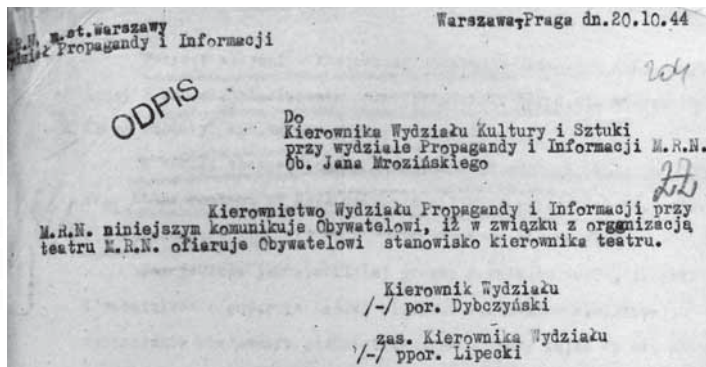 M.R.N. m.st.Warszawy
Wydział Propagandy i Informacji
Warszawa-Praga dn.20.10.44
204
ODPIS
Do
Kierownika Wydziału Kultury i Sztuki
przy wydziale Propagandy i Informacji M.R.N.
Ob. Jana Mrozińskiego
22
Kierownictwo Wydziału Propagandy i Informacji przy
M.R.N. niniejszym komunikuje Obywatelowi, iż w związku z organizacją
teatru M.R.N. ofiaruje Obywatelowi stanowisko kierownika teatru.
Kierownik Wydziału
/-/ por. Dybczyński
zas. Kierownika Wydziału
/-/ ppor. Lipecki